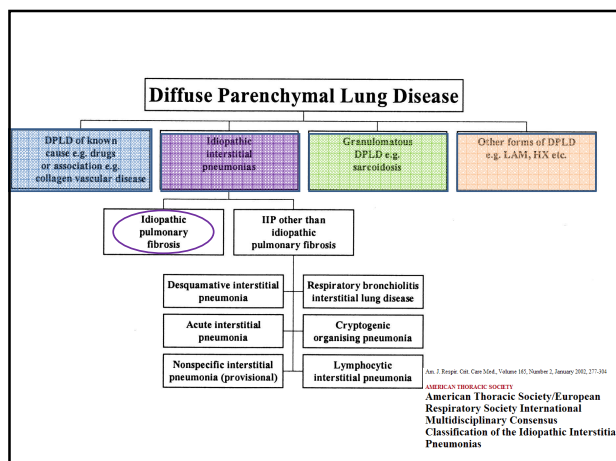 Diffuse Parenchymal Lung Disease
DPLD of known
cause e.g. drugs
or association e.g.
collagen vascular disease
Idiopathic
interstitial
pneumonias
Granulomatous
DPLD e.g.
sarcoidosis
Other forms of DPLD
e.g. LAM, HX etc.
Idiopathic
pulmonary
fibrosis
IIP other than
idiopathic
pulmonary fibrosis
Desquamative interstitial
pneumonia
Respiratory bronchiolitis
interstitial lung disease
Acute interstitial
pneumonia
Cryptogenic
organising pneumonia
Nonspecific interstitial
pneumonia (provisional)
Lymphocytic
interstitial pneumonia
Am. J. Respir. Crit. Care Med., Volume 165, Number 2, January 2002, 277-304
AMERICAN THORACIC SOCIETY
American Thoracic Society/European
Respiratory Society International
Multidisciplinary Consensus
Classification of the Idiopathic Interstitia
Pneumonias